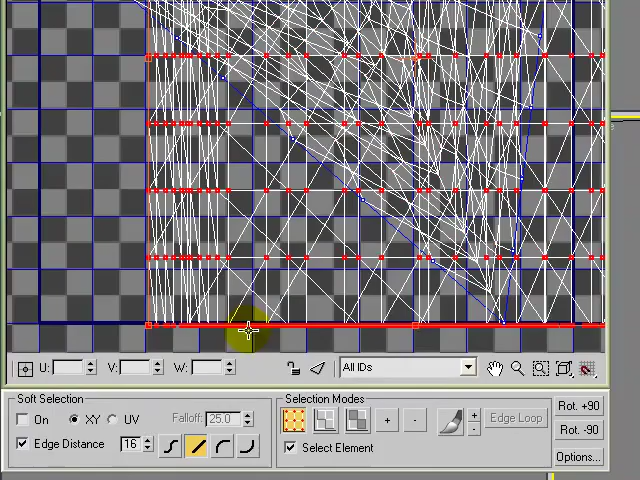 U: V: W: All IDs
Soft Selection
On XY UV Falloff: 25.0
Edge Distance 16
Selection Modes
+ - + - Edge Loop
Select Element
Rot. +90
Rot. -90
Options...